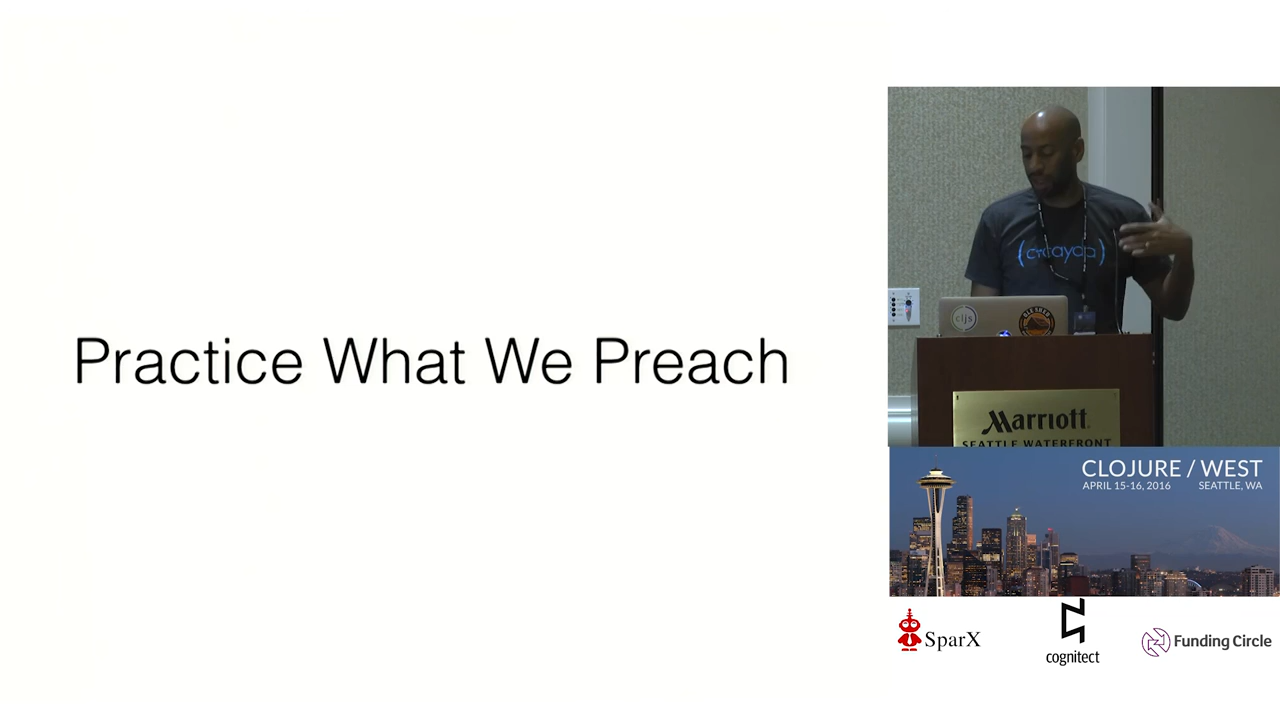 Practice What We Preach
cljs
Marriott
SEATTLE WATERFRONT
CLOJURE / WEST
APRIL 15-16, 2016 SEATTLE, WA
SparX
cognitect
Funding Circle